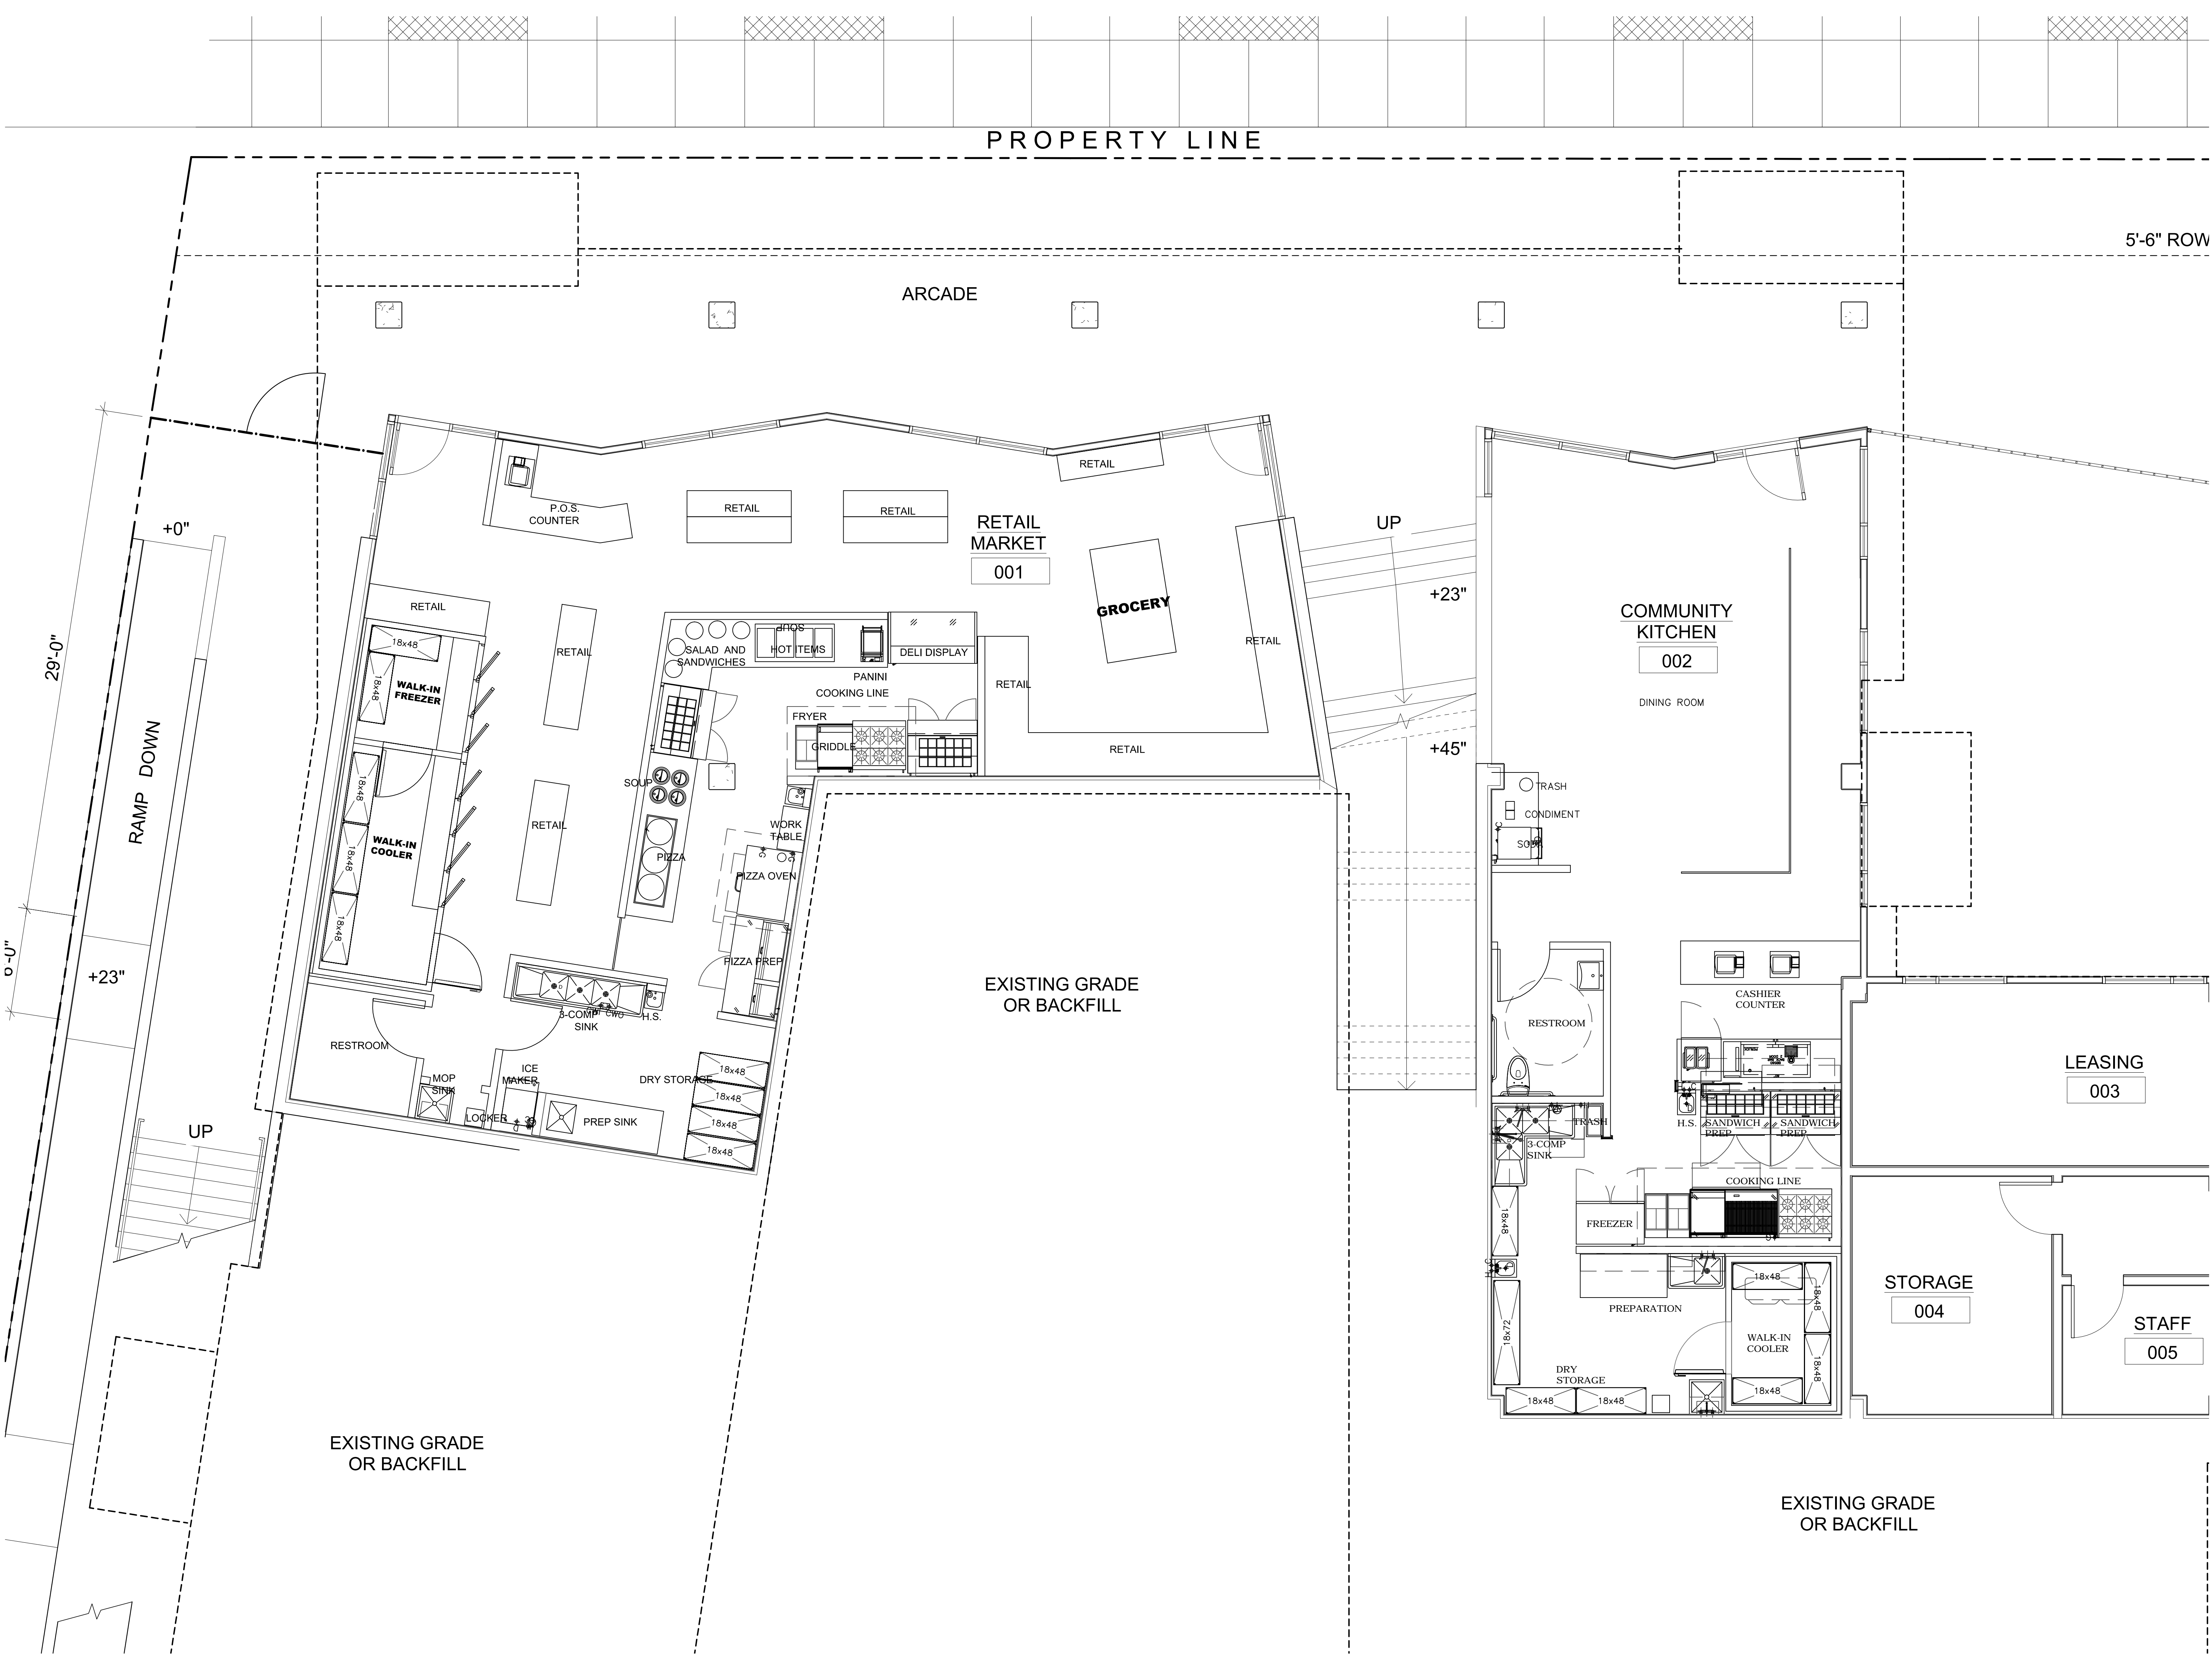 PROPERTY LINE
5'-6" ROW
ARCADE
RETAIL
P.O.S.
COUNTER
RETAIL
RETAIL
RETAIL
MARKET
001
UP
+0"
+23"
+45"
29'-0"
RAMP DOWN
6'-0"
+23"
UP
RETAIL
18x48
18x48
WALK-IN
FREEZER
RETAIL
SOUP
SALAD AND
SANDWICHES
HOT ITEMS
DELI DISPLAY
PANINI
COOKING LINE
FRYER
GRIDDLE
GROCERY
RETAIL
RETAIL
RETAIL
18x48
18x48
18x48
WALK-IN
COOLER
RETAIL
SOUP
WORK
TABLE
PIZZA
PIZZA OVEN
PIZZA PREP
3-COMP
SINK
CWO
H.S.
RESTROOM
MOP
SINK
ICE
MAKER
LOCKER
PREP SINK
DRY STORAGE
18x48
18x48
18x48
18x48
EXISTING GRADE
OR BACKFILL
EXISTING GRADE
OR BACKFILL
COMMUNITY
KITCHEN
002
DINING ROOM
TRASH
CONDIMENT
SODA
CASHIER
COUNTER
RESTROOM
H.S.
SANDWICH
PREP
SANDWICH
PREP
TRASH
3-COMP
SINK
COOKING LINE
FREEZER
18x48
PREPARATION
18x72
DRY
STORAGE
18x48
18x48
WALK-IN
COOLER
18x48
18x48
18x48
18x48
LEASING
003
STORAGE
004
STAFF
005
EXISTING GRADE
OR BACKFILL